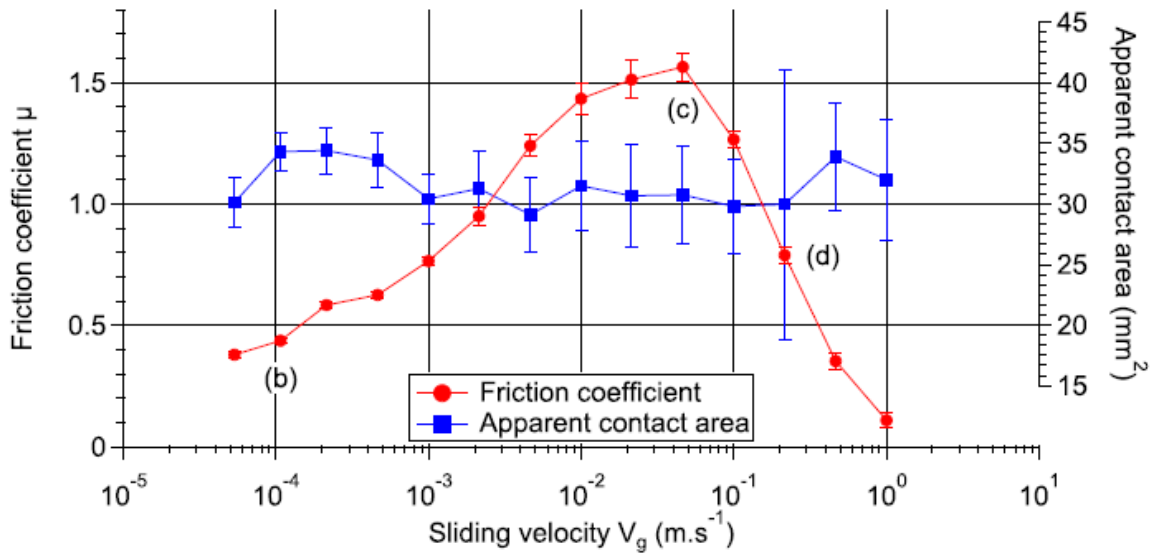 Friction coefficient μ
1.5
1.0
0.5
0
45
40
35
30
25
20
15
Apparent contact area (mm²)
(b)
(c)
(d)
Friction coefficient
Apparent contact area
10⁻⁵
10⁻⁴
10⁻³
10⁻²
10⁻¹
10⁰
10¹
Sliding velocity V_g (m.s⁻¹)